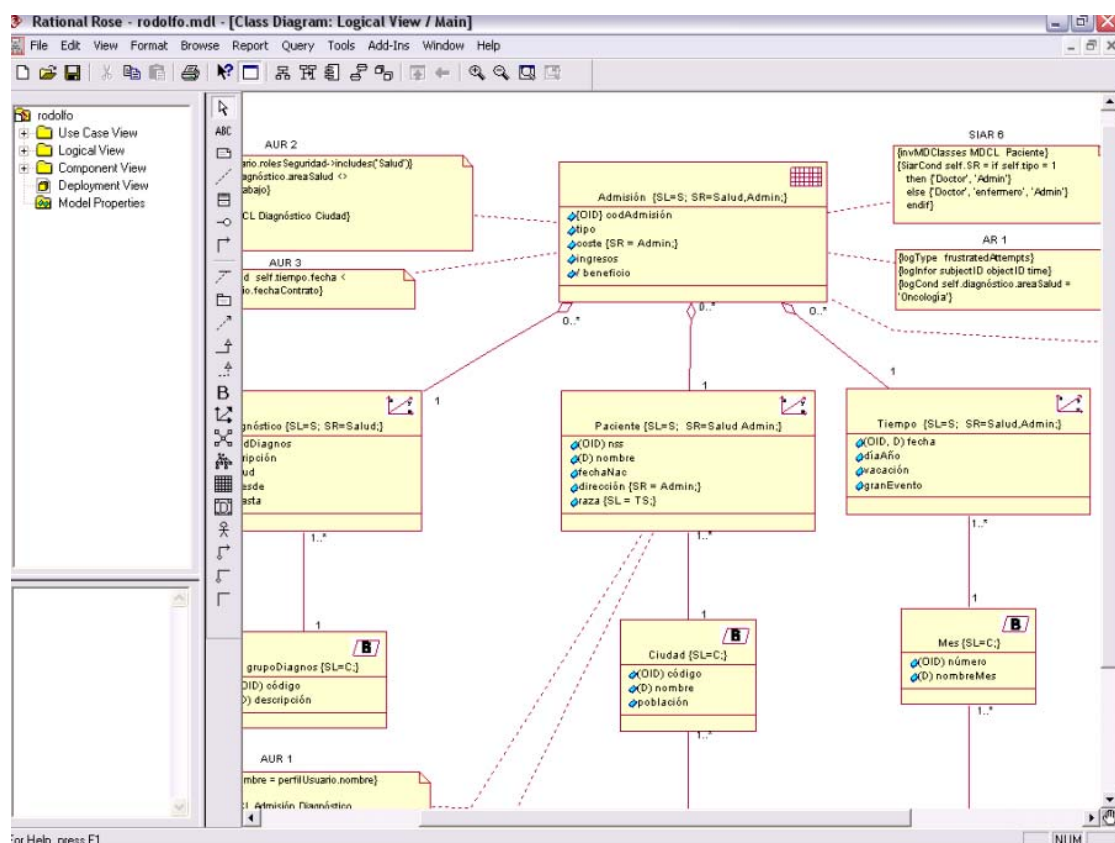 Rational Rose - rodolfo.mdl - [Class Diagram: Logical View / Main]
File Edit View Format Browse Report Query Tools Add-Ins Window Help
rodolfo
Use Case View
Logical View
Component View
Deployment View
Model Properties
ABC
B
AUR 2
ario.rolesSeguridad->includes("Salud")}
agnóstico.areaSalud <>
abajo}
CL Diagnóstico Ciudad}
AUR 3
d self.tiempo.fecha <
io.fechaContrato}
Admisión {SL=S; SR=Salud,Admin;}
{OID} codAdmisión
tipo
coste {SR = Admin;}
ingresos
/ beneficio
SIAR 6
{invMDClasses MDCL Paciente}
{SiarCond self.SR = if self.tipo = 1
then {'Doctor', 'Admin'}
else {'Doctor', 'enfermero', 'Admin'}
endif}
AR 1
{logType frustratedAttempts}
{logInfor subjectID objectID time}
{logCond self.diagnóstico.areaSalud =
'Oncología'}
0..*
0..*
0..*
1
1
1
gnóstico {SL=S; SR=Salud;}
dDiagnos
ripción
ud
esde
asta
Paciente {SL=S; SR=Salud Admin;}
(OID) nss
(D) nombre
fechaNac
dirección {SR = Admin;}
raza {SL = TS;}
Tiempo {SL=S; SR=Salud,Admin;}
(OID, D) fecha
díaAño
vacación
granEvento
1..*
1..*
1..*
1
1
1
grupoDiagnos {SL=C;}
OID) código
D) descripción
B
Ciudad {SL=C;}
(OID) código
(D) nombre
población
B
Mes {SL=C;}
(OID) número
(D) nombreMes
B
1..*
1..*
AUR 1
mbre = perfilUsuario.nombre}
CL Admisión Diagnóstico
For Help, press F1
NUM